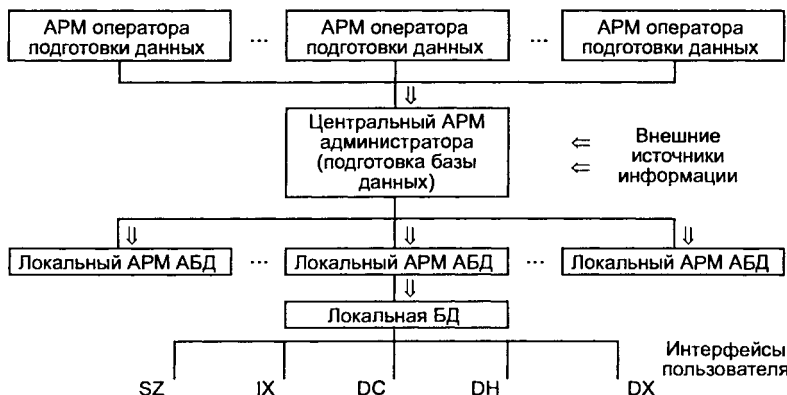 АРМ оператора подготовки данных ... АРМ оператора подготовки данных ... АРМ оператора подготовки данных
Центральный АРМ
администратора
(подготовка базы
данных)
⇐ Внешние
⇐ источники
информации
Локальный АРМ АБД ... Локальный АРМ АБД ... Локальный АРМ АБД
Локальная БД
Интерфейсы
пользователя
SZ IX DC DH DX